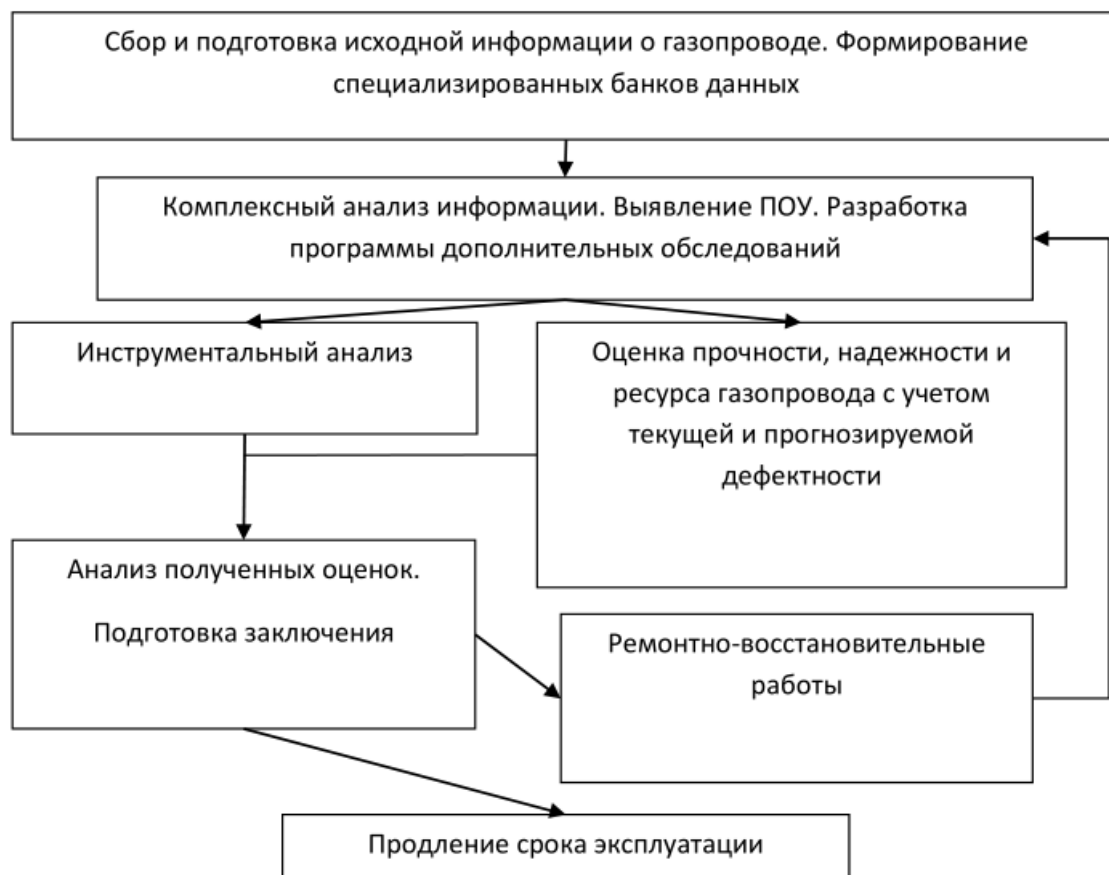 Сбор и подготовка исходной информации о газопроводе. Формирование
специализированных банков данных
Комплексный анализ информации. Выявление ПОУ. Разработка
программы дополнительных обследований
Инструментальный анализ
Оценка прочности, надежности и
ресурса газопровода с учетом
текущей и прогнозируемой
дефектности
Анализ полученных оценок.
Подготовка заключения
Ремонтно-восстановительные
работы
Продление срока эксплуатации